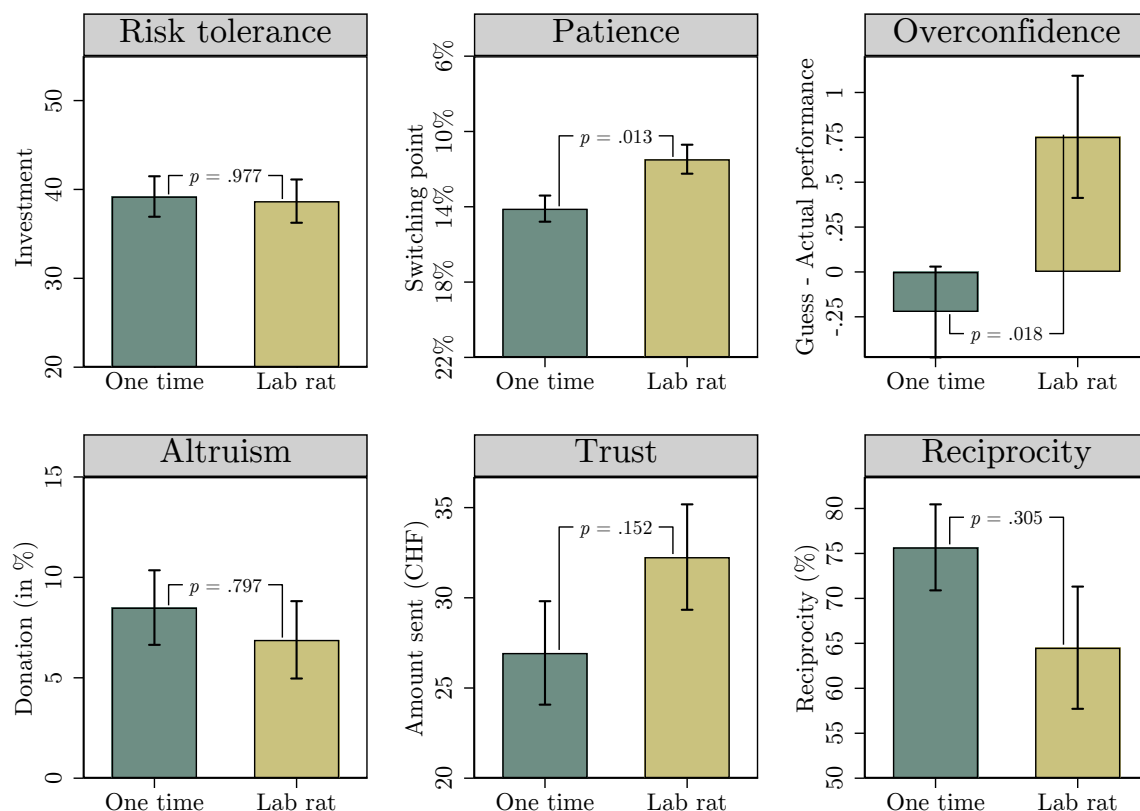 Risk tolerance
Investment
50
40
30
20
p = .977
One time
Lab rat
Patience
Switching point
6%
10%
14%
18%
22%
p = .013
One time
Lab rat
Overconfidence
Guess - Actual performance
1
.75
.5
.25
0
-.25
p = .018
One time
Lab rat
Altruism
Donation (in %)
15
10
5
0
p = .797
One time
Lab rat
Trust
Amount sent (CHF)
35
30
25
20
p = .152
One time
Lab rat
Reciprocity
Reciprocity (%)
80
75
70
65
60
55
50
p = .305
One time
Lab rat